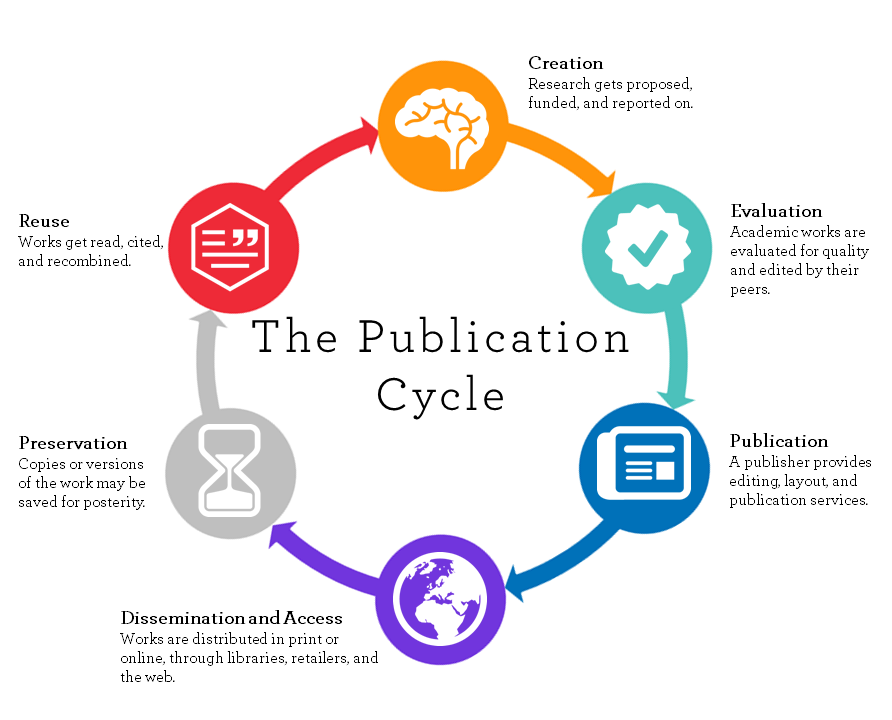 Creation
Research gets proposed,
funded, and reported on.
Evaluation
Academic works are
evaluated for quality
and edited by their
peers.
Publication
A publisher provides
editing, layout, and
publication services.
Dissemination and Access
Works are distributed in print or
online, through libraries, retailers, and
the web.
Preservation
Copies or versions
of the work may be
saved for posterity.
Reuse
Works get read, cited,
and recombined.
The Publication
Cycle